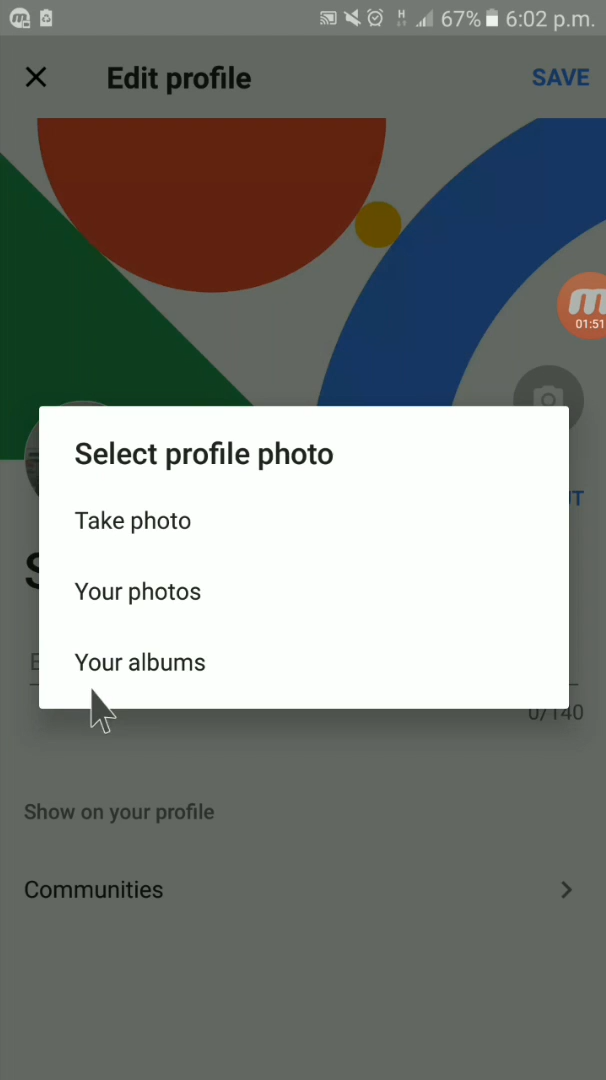 H 67% 6:02 p.m.
Edit profile SAVE
m
01:51
Select profile photo
Take photo
Your photos
Your albums
0/140
Show on your profile
Communities